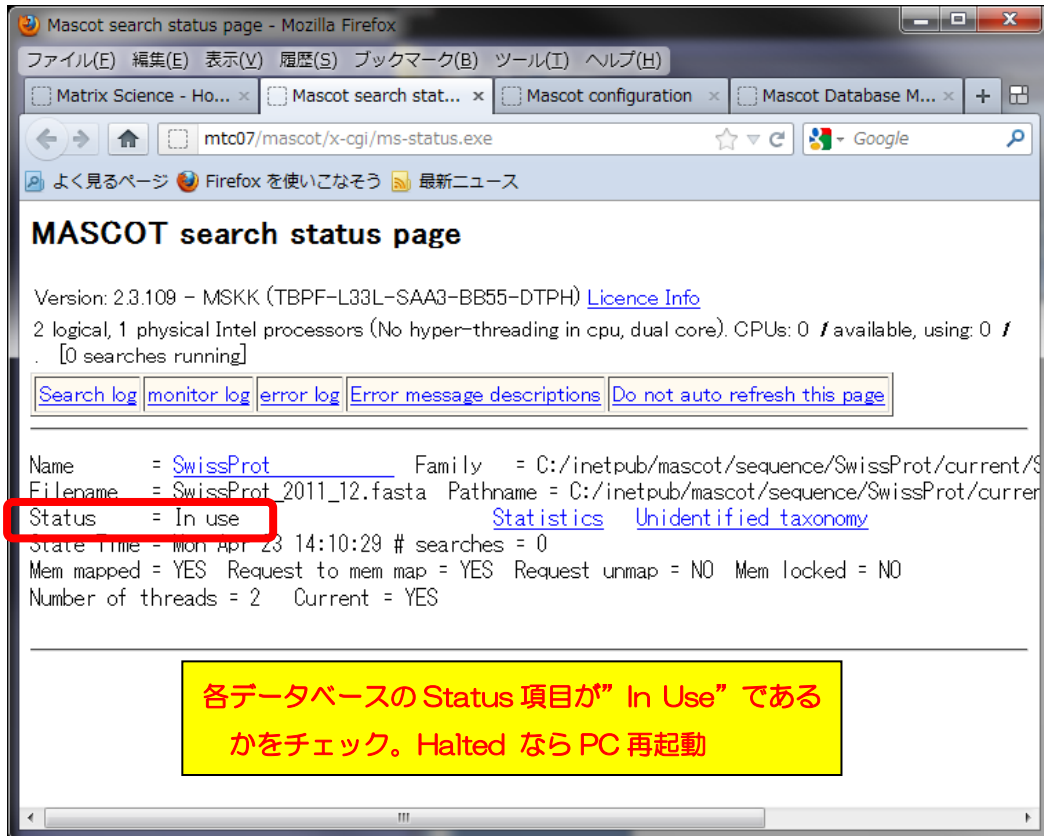 Mascot search status page - Mozilla Firefox
ファイル(F) 編集(E) 表示(V) 履歴(S) ブックマーク(B) ツール(T) ヘルプ(H)
Matrix Science - Ho... × Mascot search stat... × Mascot configuration × Mascot Database M... × +
mtc07/mascot/x-cgi/ms-status.exe Google
よく見るページ Firefox を使いこなそう 最新ニュース
MASCOT search status page
Version: 2.3.109 - MSKK (TBPF-L33L-SAA3-BB55-DTPH) Licence Info
2 logical, 1 physical Intel processors (No hyper-threading in cpu, dual core). CPUs: 0 1 available, using: 0 1
. [0 searches running]
Search log monitor log error log Error message descriptions Do not auto refresh this page
Name = SwissProt Family = C:/inetpub/mascot/sequence/SwissProt/current/S
Filename = SwissProt_2011_12.fasta Pathname = C:/inetpub/mascot/sequence/SwissProt/curren
Status = In use Statistics Unidentified taxonomy
State Time = Mon Apr 23 14:10:29 # searches = 0
Mem mapped = YES Request to mem map = YES Request unmap = NO Mem locked = NO
Number of threads = 2 Current = YES
各データベースの Status 項目が” In Use”である
かをチェック。Halted なら PC 再起動